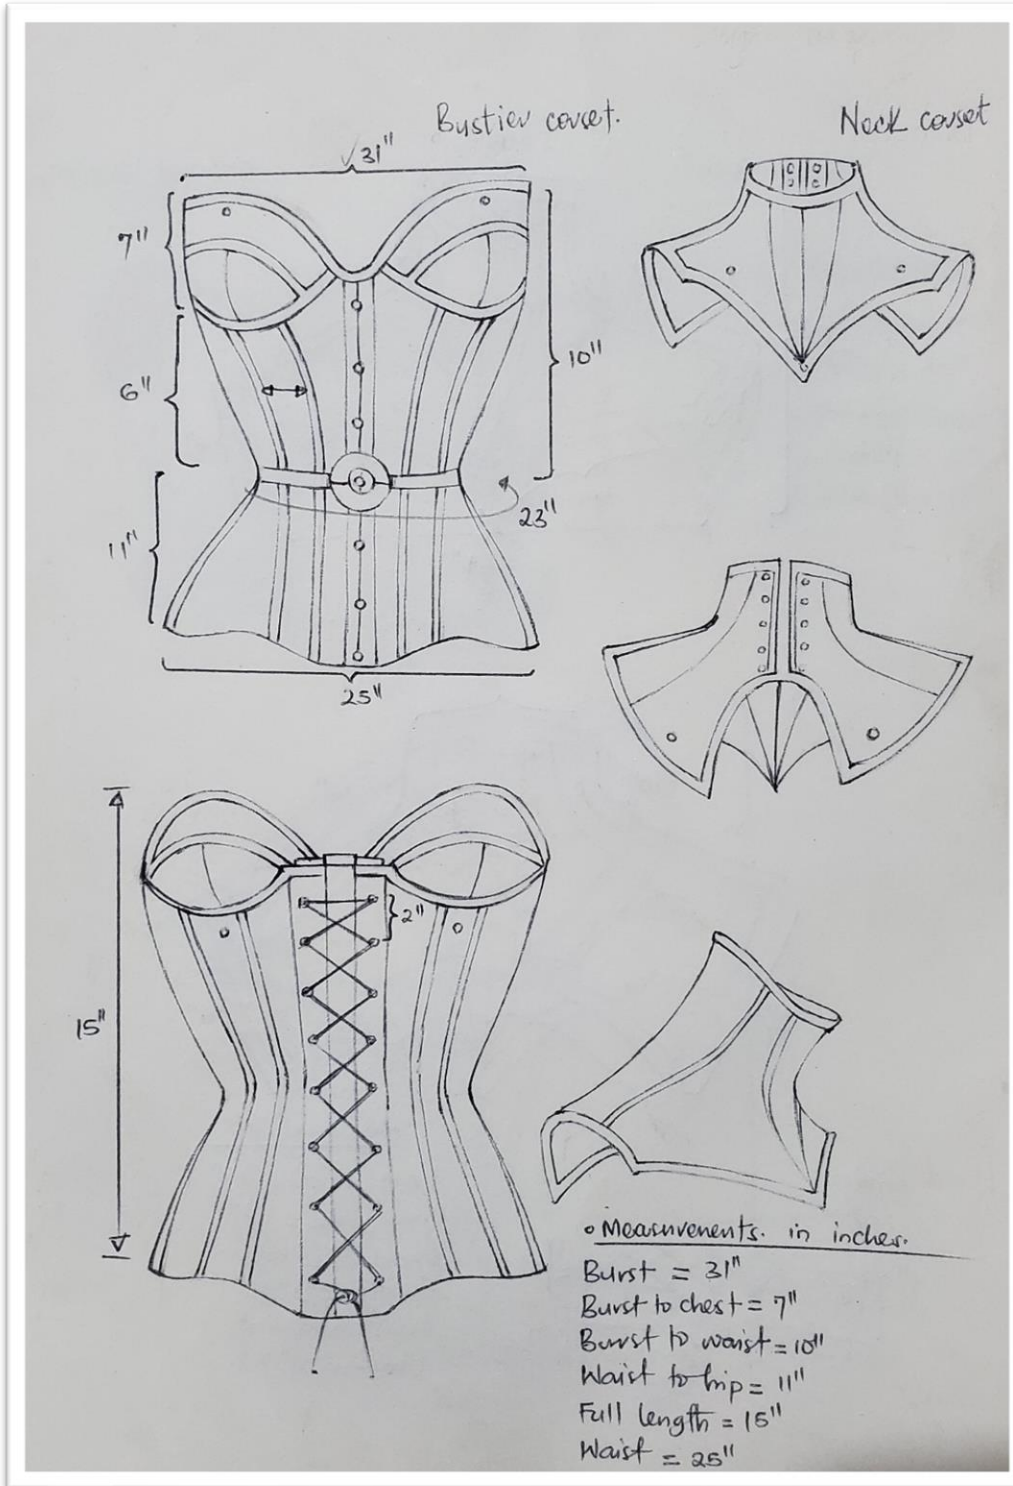 Bustier corset.
Neck corset
31"
7"
10"
6"
23"
11"
25"
2"
15"
Measurements. in inches.
Burst = 31"
Burst to chest = 7"
Burst to waist = 10"
Waist to hip = 11"
Full length = 15"
Waist = 25"